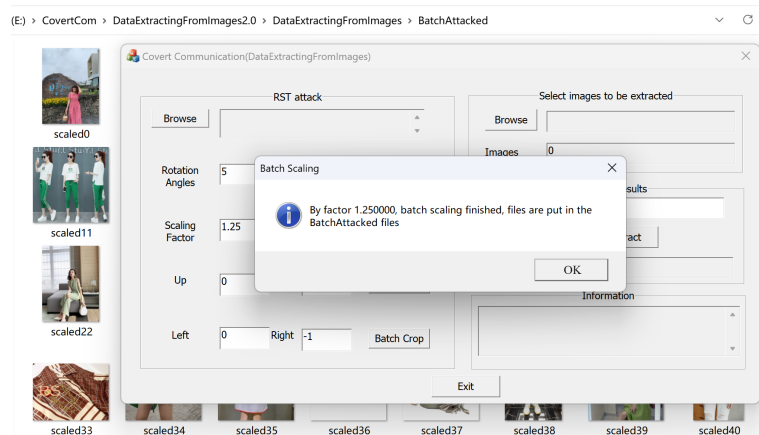 (E:) > CovertCom > DataExtractingFromImages2.0 > DataExtractingFromImages > BatchAttacked
Covert Communication(DataExtractingFromImages)
RST attack
Browse
Rotation
Angles
5
Scaling
Factor
1.25
Up
0
Left
0
Right
-1
Batch Crop
Select images to be extracted
Browse
Images
0
Information
Exit
Batch Scaling
By factor 1.250000, batch scaling finished, files are put in the
BatchAttacked files
OK
scaled0
scaled11
scaled22
scaled33
scaled34
scaled35
scaled36
scaled37
scaled38
scaled39
scaled40